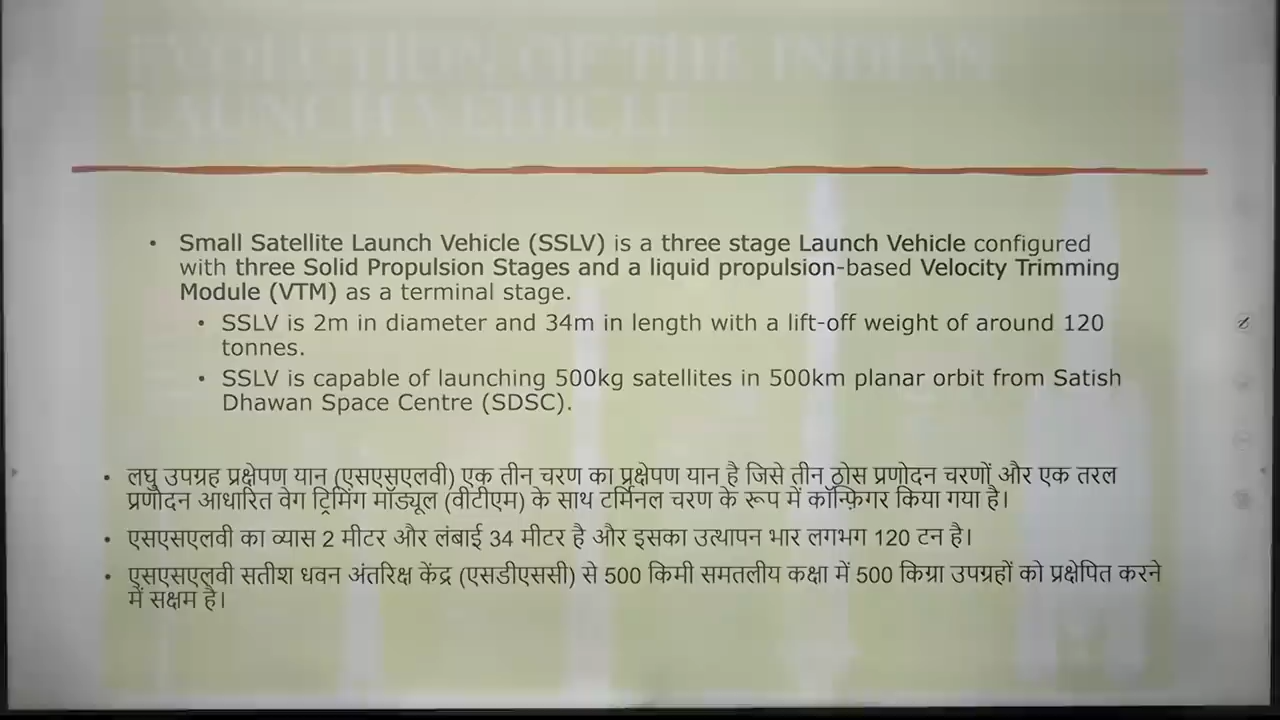 EVOLUTION OF THE INDIAN
LAUNCH VEHICLE
• Small Satellite Launch Vehicle (SSLV) is a three stage Launch Vehicle configured
with three Solid Propulsion Stages and a liquid propulsion-based Velocity Trimming
Module (VTM) as a terminal stage.
• SSLV is 2m in diameter and 34m in length with a lift-off weight of around 120
tonnes.
• SSLV is capable of launching 500kg satellites in 500km planar orbit from Satish
Dhawan Space Centre (SDSC).
• लघु उपग्रह प्रक्षेपण यान (एसएसएलवी) एक तीन चरण का प्रक्षेपण यान है जिसे तीन ठोस प्रणोदन चरणों और एक तरल
प्रणोदन आधारित वेग ट्रिमिंग मॉड्यूल (वीटीएम) के साथ टर्मिनल चरण के रूप में कॉन्फ़िगर किया गया है।
• एसएसएलवी का व्यास 2 मीटर और लंबाई 34 मीटर है और इसका उत्थापन भार लगभग 120 टन है।
• एसएसएलवी सतीश धवन अंतरिक्ष केंद्र (एसडीएससी) से 500 किमी समतलीय कक्षा में 500 किग्रा उपग्रहों को प्रक्षेपित करने
में सक्षम है।